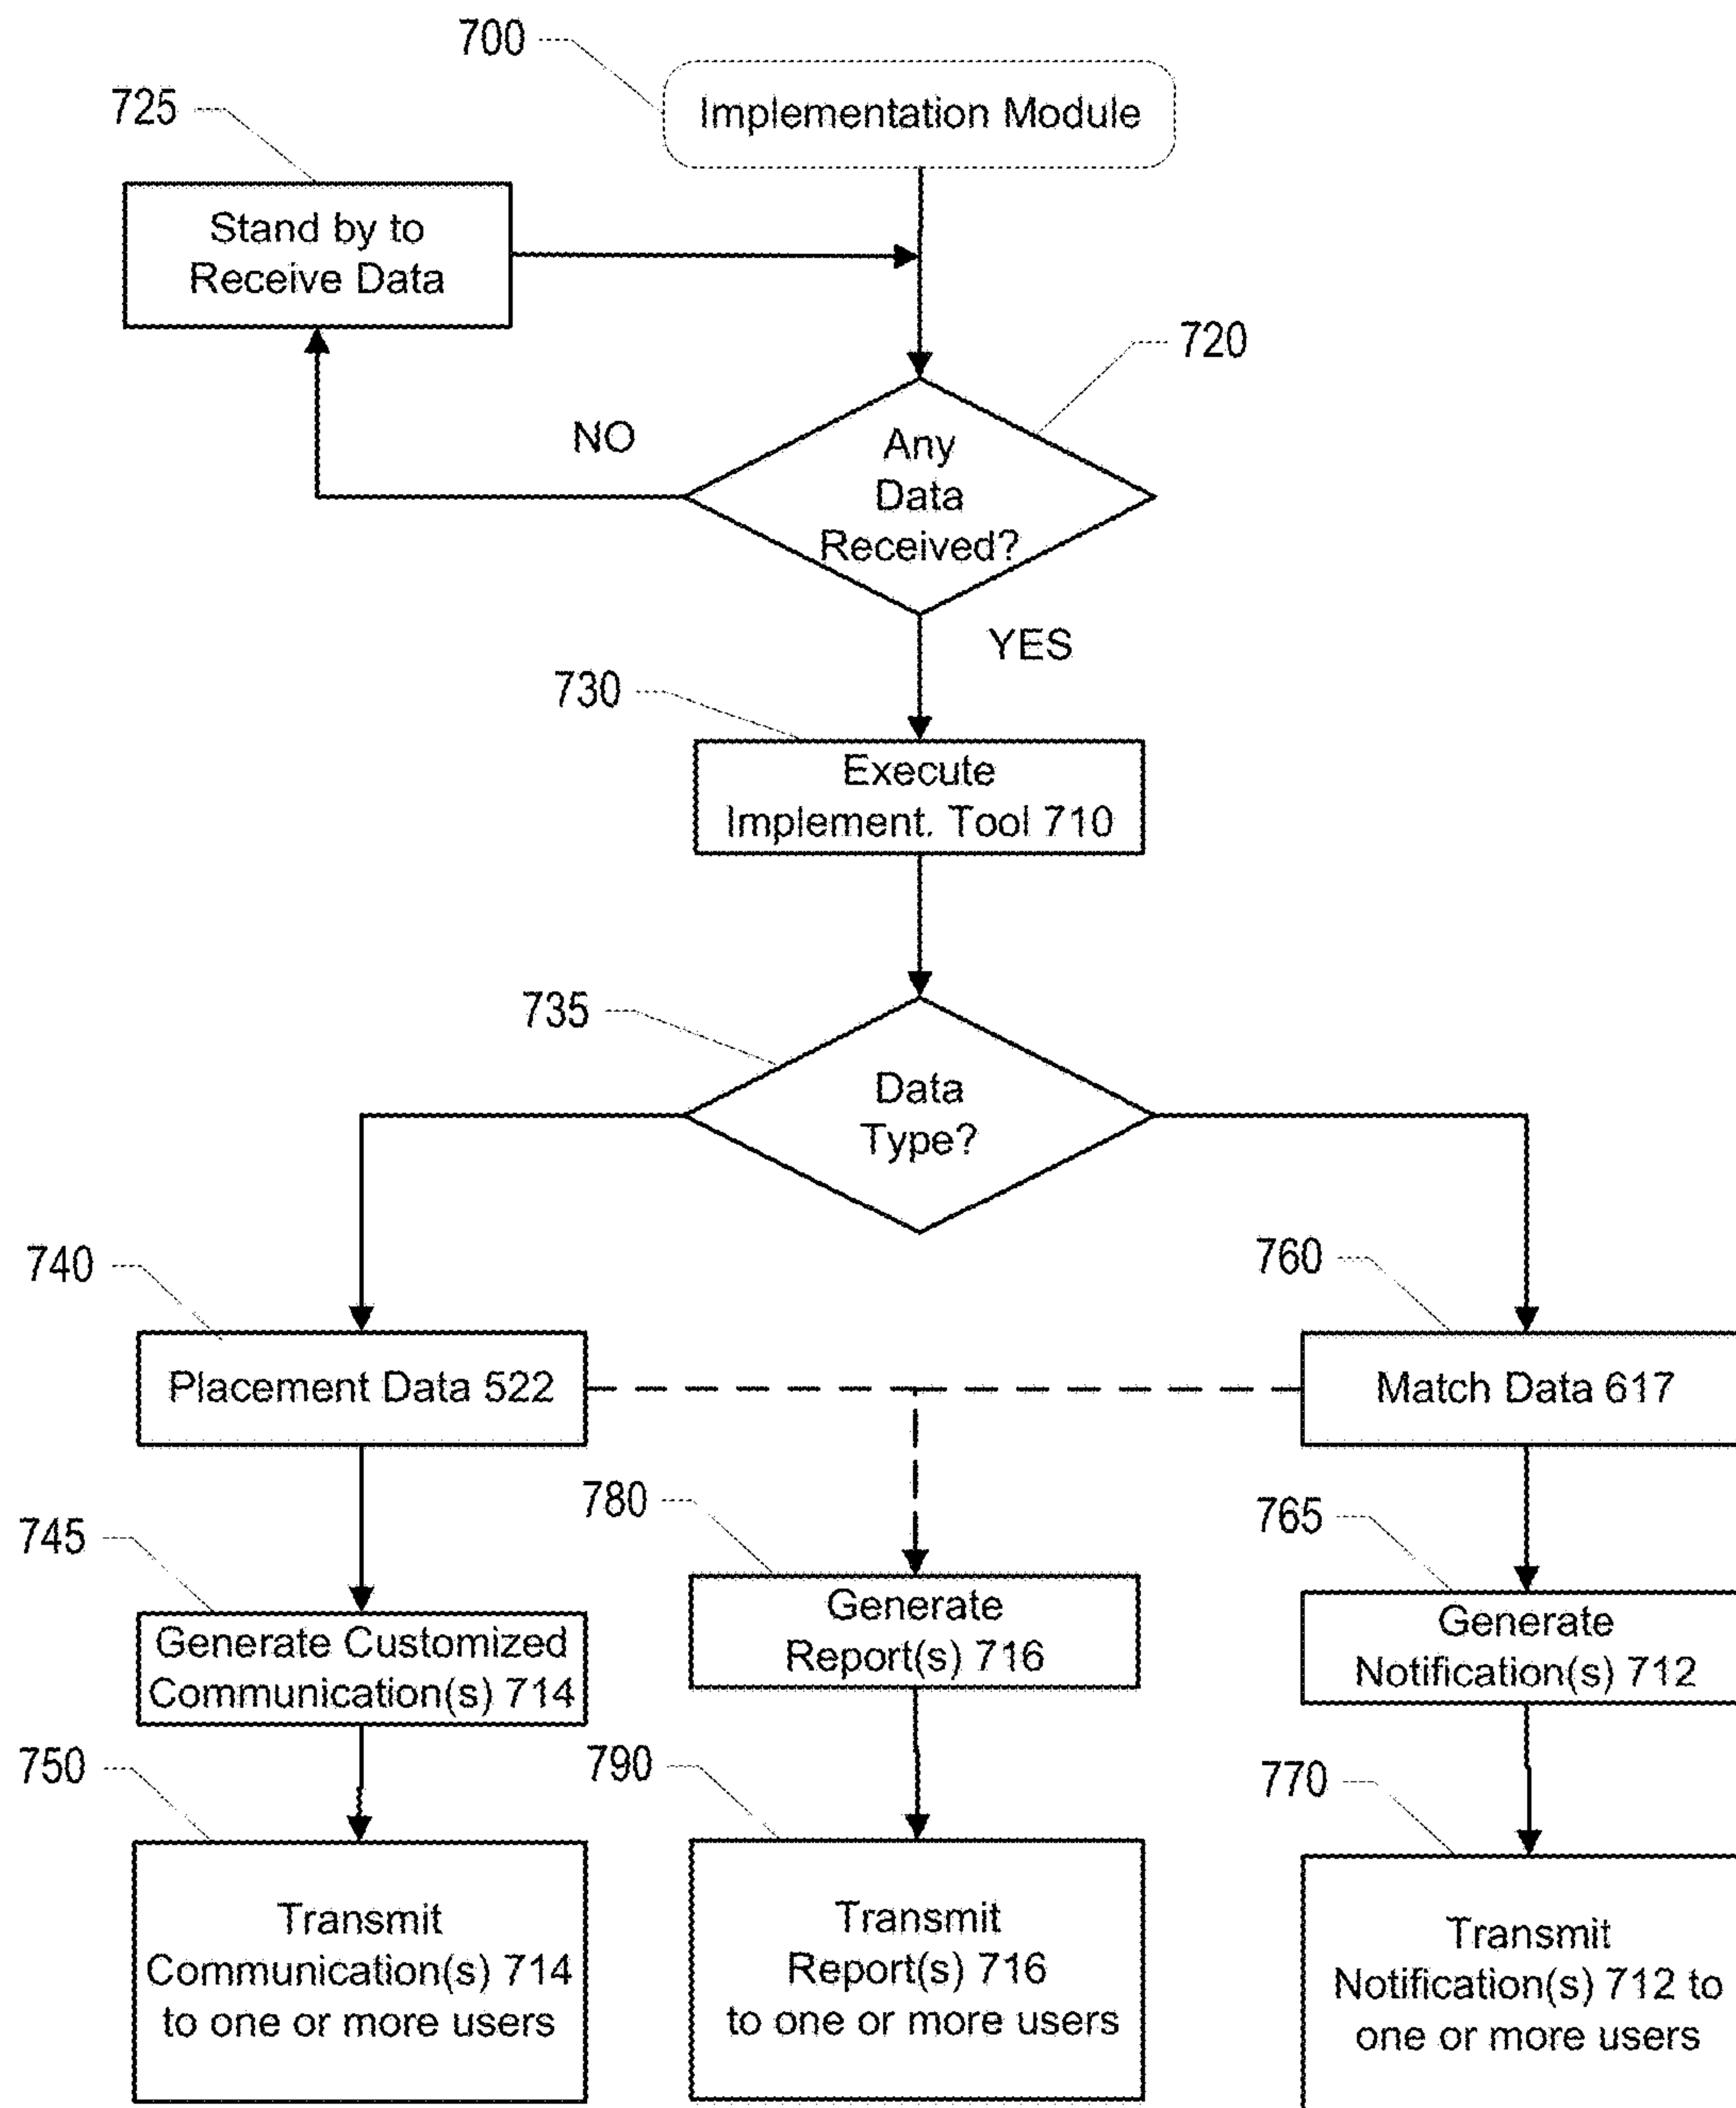 700
Implementation Module
725
Stand by to
Receive Data
720
NO
Any
Data
Received?
YES
730
Execute
Implement. Tool 710
735
Data
Type?
740
760
Placement Data 522
Match Data 617
745
780
765
Generate Customized
Communication(s) 714
Generate
Report(s) 716
Generate
Notification(s) 712
750
790
770
Transmit
Communication(s) 714
to one or more users
Transmit
Report(s) 716
to one or more users
Transmit
Notification(s) 712 to
one or more users